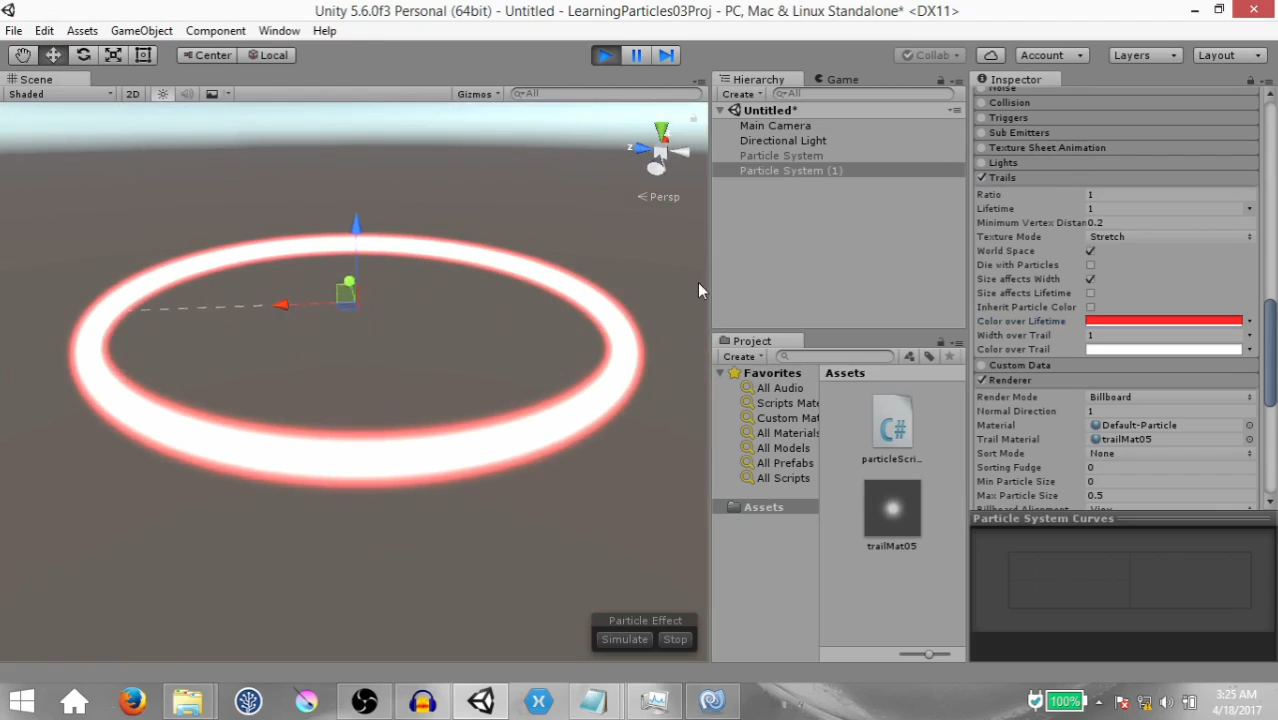 Unity 5.6.0f3 Personal (64bit) - Untitled - LearningParticles03Proj - PC, Mac & Linux Standalone* <DX11>
File Edit Assets GameObject Component Window Help
Center Local Collab Account Layers Layout
Scene
Shaded 2D Gizmos All
z
Persp
Particle Effect
Simulate Stop
Hierarchy Game
Create All
Untitled*
Main Camera
Directional Light
Particle System
Particle System (1)
Project
Create
Favorites
All Audio
Scripts Mate
Custom Mat
All Materials
All Models
All Prefabs
All Scripts
Assets
Assets
C#
particleScri...
trailMat05
Inspector
Noise
Collision
Triggers
Sub Emitters
Texture Sheet Animation
Lights
Trails
Ratio 1
Lifetime 1
Minimum Vertex Distan 0.2
Texture Mode Stretch
World Space
Die with Particles
Size affects Width
Size affects Lifetime
Inherit Particle Color
Color over Lifetime
Width over Trail 1
Color over Trail
Custom Data
Renderer
Render Mode Billboard
Normal Direction 1
Material Default-Particle
Trail Material trailMat05
Sort Mode None
Sorting Fudge 0
Min Particle Size 0
Max Particle Size 0.5
Billboard Alignment View
Particle System Curves
100%
3:25 AM
4/18/2017